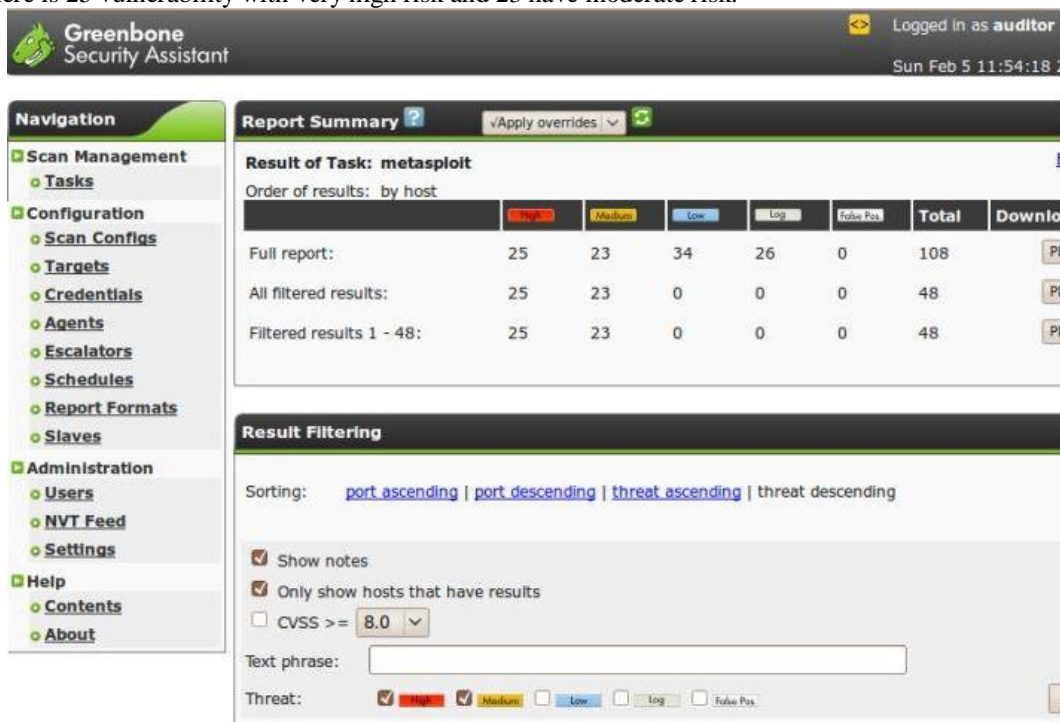 ere is 25 vulnerability with very high risk and 23 have moderate risk.
Greenbone
Security Assistant
Logged in as auditor
Sun Feb 5 11:54:18 2
Navigation
Scan Management
Tasks
Configuration
Scan Configs
Targets
Credentials
Agents
Escalators
Schedules
Report Formats
Slaves
Administration
Users
NVT Feed
Settings
Help
Contents
About
Report Summary ? √Apply overrides
Result of Task: metasploit
Order of results: by host
High Medium Low Log False Pos. Total Downlo
Full report: 25 23 34 26 0 108 P
All filtered results: 25 23 0 0 0 48 P
Filtered results 1 - 48: 25 23 0 0 0 48 P
Result Filtering
Sorting: port ascending | port descending | threat ascending | threat descending
Show notes
Only show hosts that have results
CVSS >= 8.0
Text phrase:
Threat: High Medium Low Log False Pos.